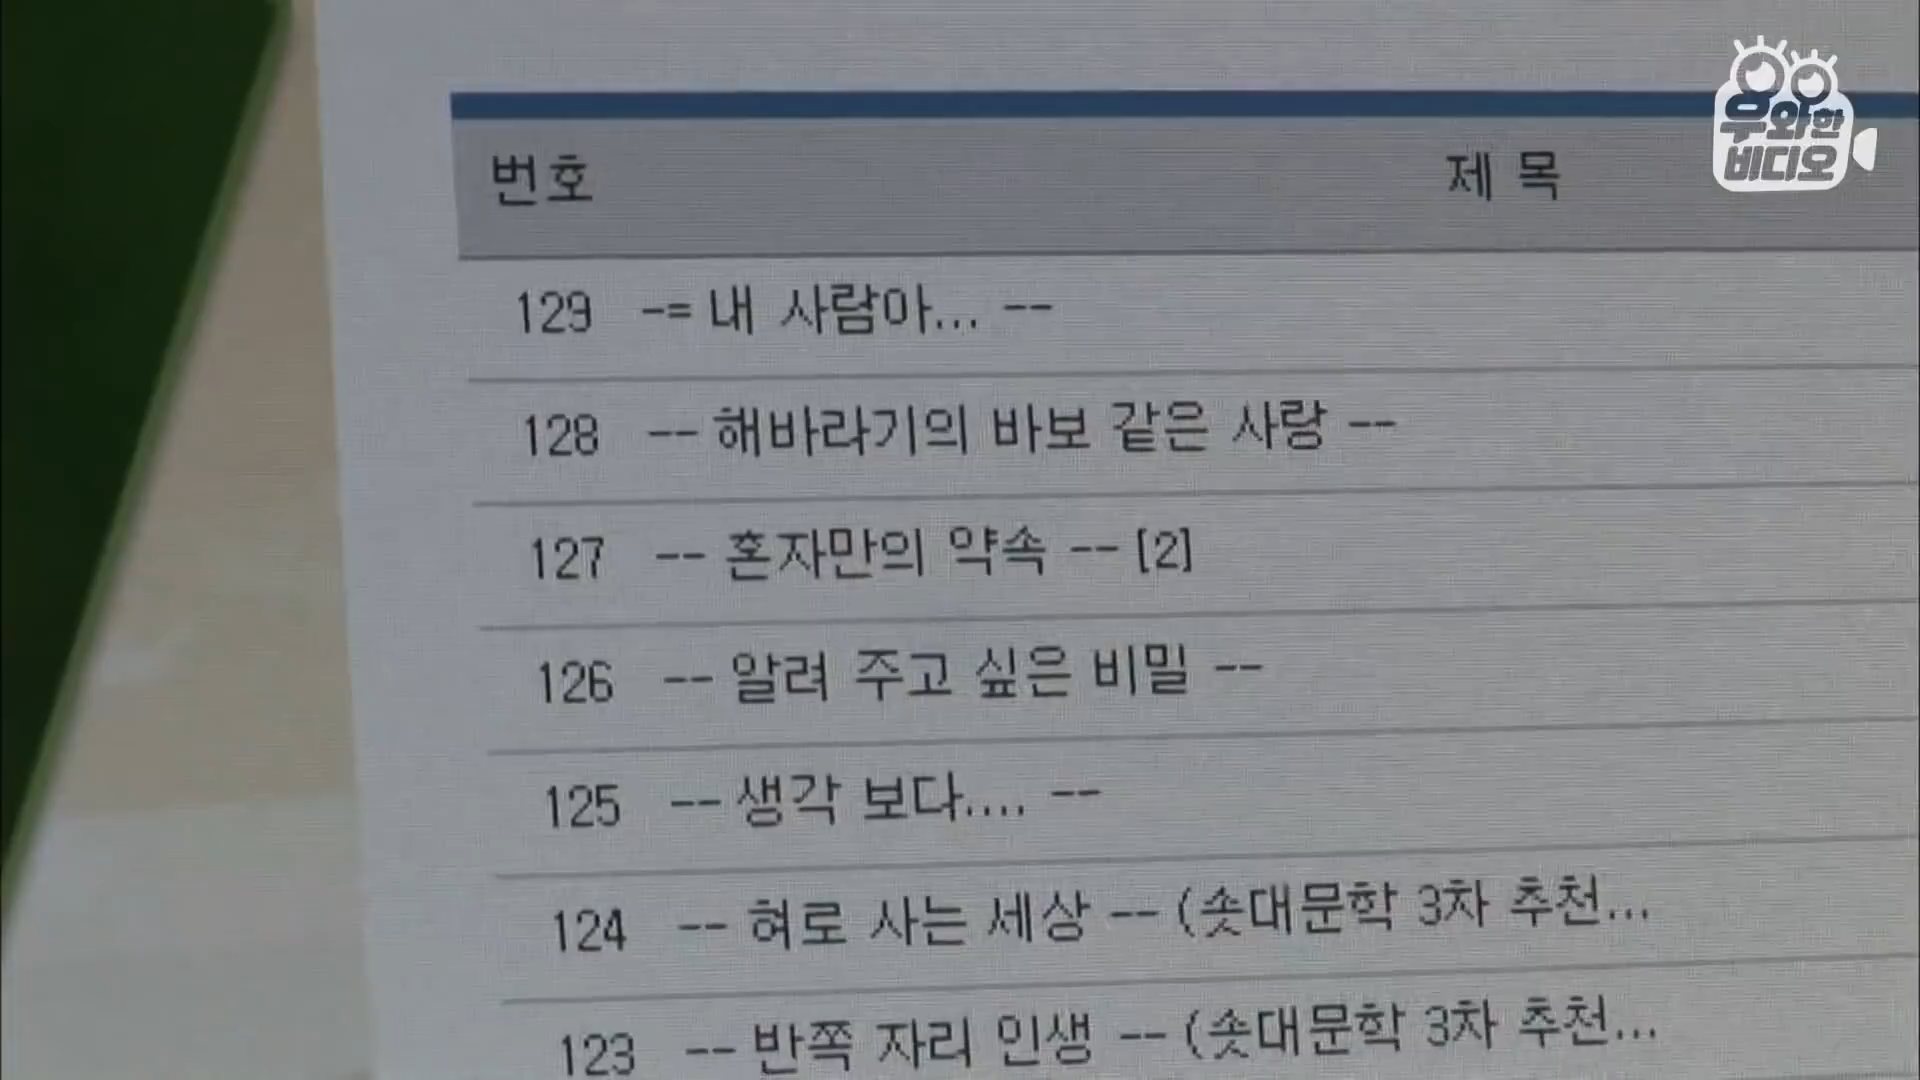 우와한
비디오
번호 제 목
129 -= 내 사람아... --
128 -- 해바라기의 바보 같은 사랑 --
127 -- 혼자만의 약속 -- [2]
126 -- 알려 주고 싶은 비밀 --
125 -- 생각 보다.... --
124 -- 혀로 사는 세상 -- (솟대문학 3차 추천...
123 -- 반쪽 자리 인생 -- (솟대문학 3차 추천...